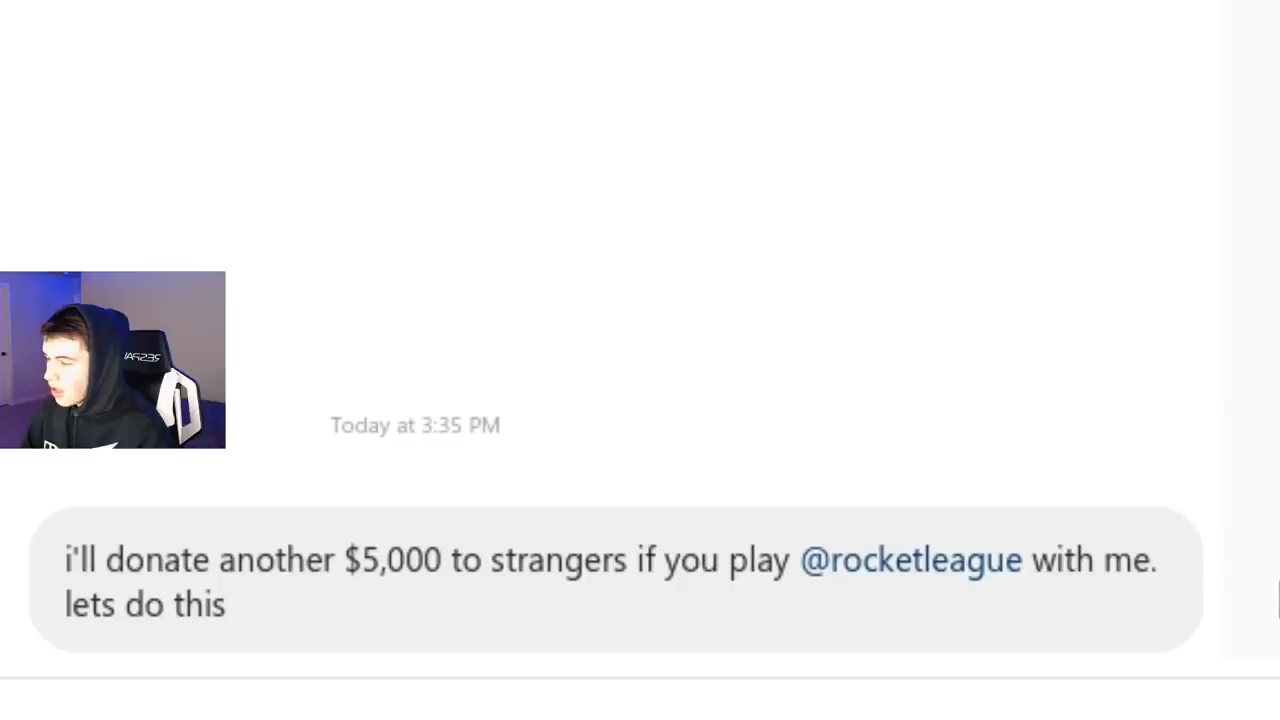 Today at 3:35 PM
i'll donate another $5,000 to strangers if you play @rocketleague with me.
lets do this